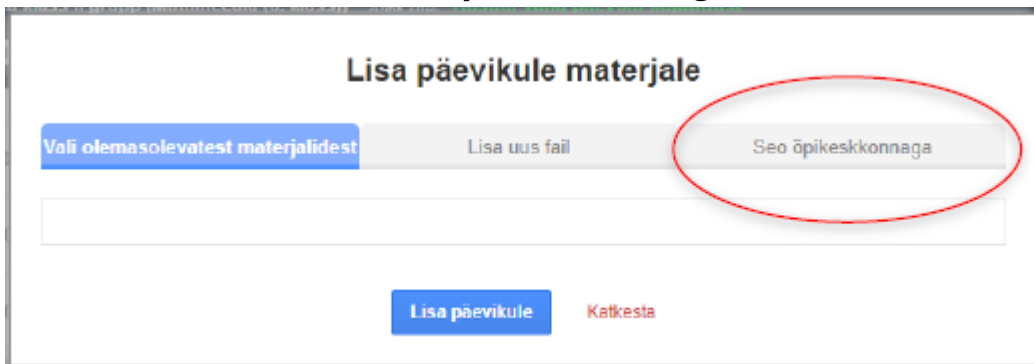 Lisa päevikule materjale
Vali olemasolevatest materjalidest
Lisa uus fail
Seo õpikeskkonnaga
Lisa päevikule Katkesta